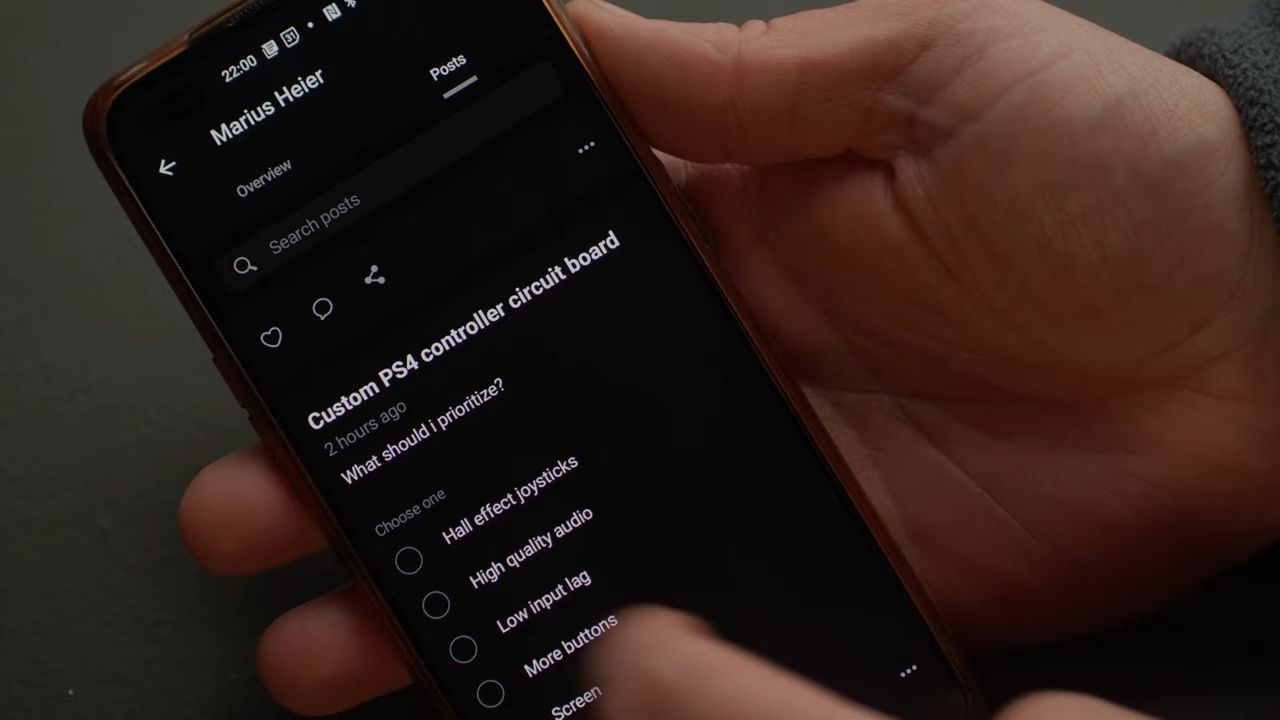 22:00 31
Marius Heier
Overview
Posts
Search posts
Custom PS4 controller circuit board
2 hours ago
What should i prioritize?
Choose one
Hall effect joysticks
High quality audio
Low input lag
More buttons
Screen